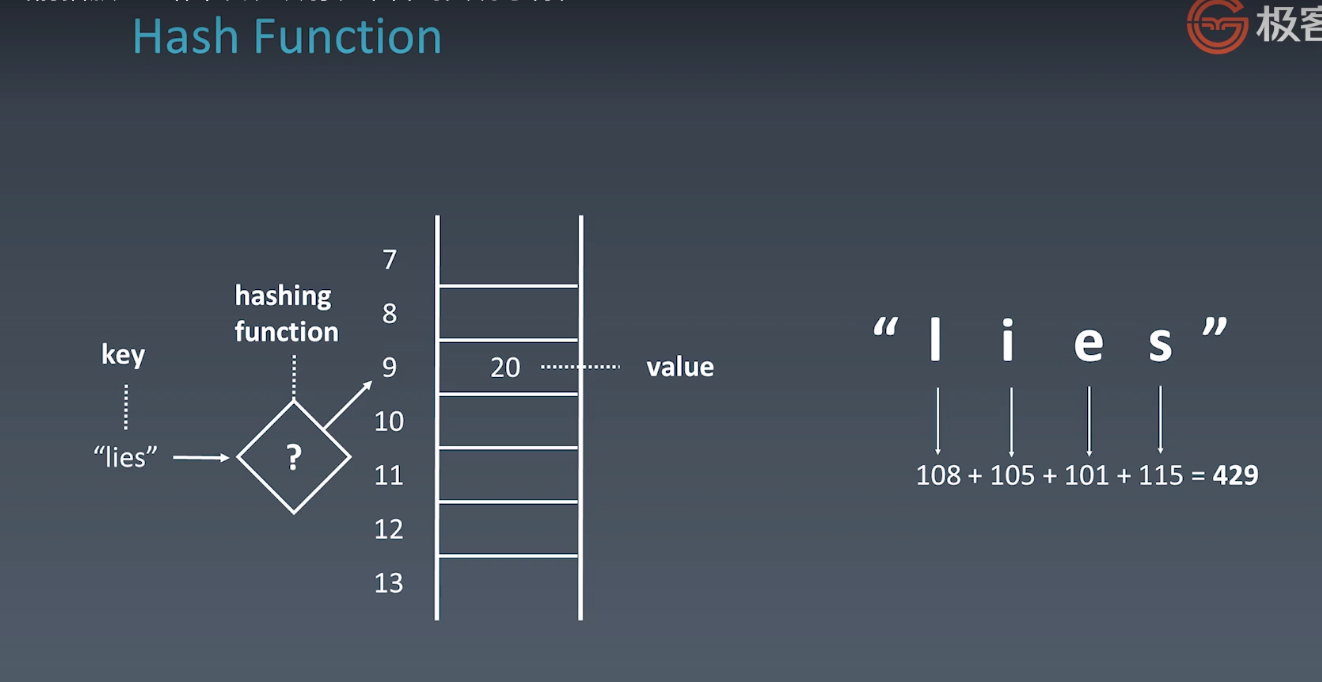 Hash Function
极客
7
hashing
function
8
key
9
20
value
10
"lies"
?
11
12
13
“ l i e s ”
108 + 105 + 101 + 115 = 429